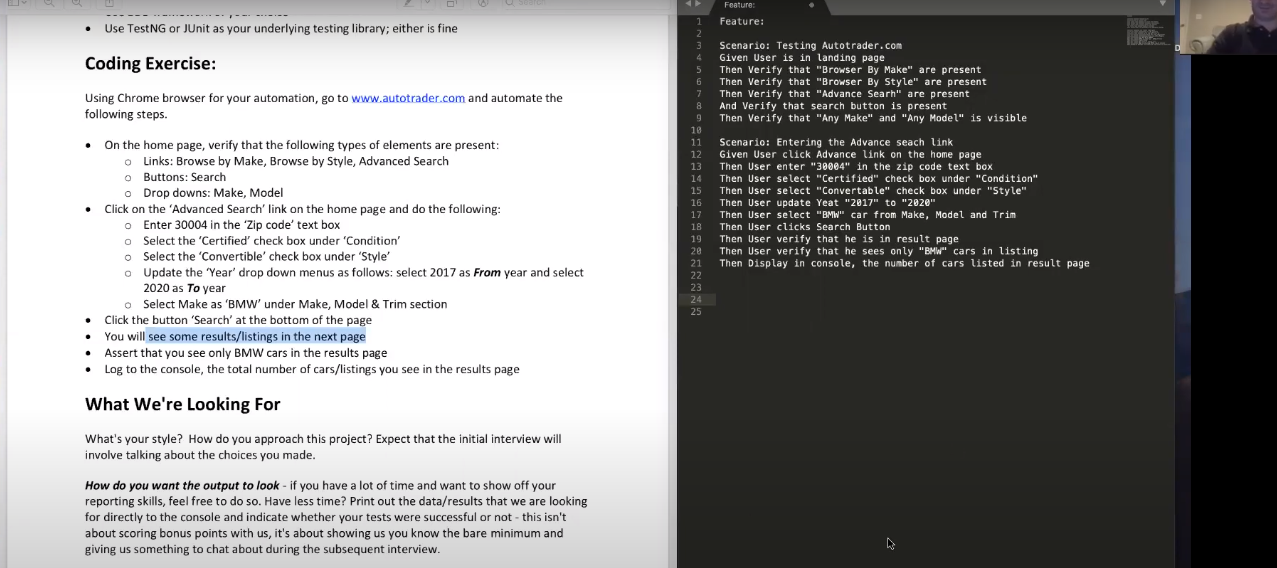 Search
Use TestNG or JUnit as your underlying testing library; either is fine
Coding Exercise:
Using Chrome browser for your automation, go to www.autotrader.com and automate the
following steps.
On the home page, verify that the following types of elements are present:
Links: Browse by Make, Browse by Style, Advanced Search
Buttons: Search
Drop downs: Make, Model
Click on the ‘Advanced Search’ link on the home page and do the following:
Enter 30004 in the ‘Zip code’ text box
Select the ‘Certified’ check box under ‘Condition’
Select the ‘Convertible’ check box under ‘Style’
Update the ‘Year’ drop down menus as follows: select 2017 as From year and select
2020 as To year
Select Make as ‘BMW’ under Make, Model & Trim section
Click the button ‘Search’ at the bottom of the page
You will see some results/listings in the next page
Assert that you see only BMW cars in the results page
Log to the console, the total number of cars/listings you see in the results page
What We're Looking For
What's your style? How do you approach this project? Expect that the initial interview will
involve talking about the choices you made.
How do you want the output to look - if you have a lot of time and want to show off your
reporting skills, feel free to do so. Have less time? Print out the data/results that we are looking
for directly to the console and indicate whether your tests were successful or not - this isn't
about scoring bonus points with us, it's about showing us you know the bare minimum and
giving us something to chat about during the subsequent interview.
Feature:
1 Feature:
2
3 Scenario: Testing Autotrader.com
4 Given User is in landing page
5 Then Verify that "Browser By Make" are present
6 Then Verify that "Browser By Style" are present
7 Then Verify that "Advance Searh" are present
8 And Verify that search button is present
9 Then Verify that "Any Make" and "Any Model" is visible
10
11 Scenario: Entering the Advance seach link
12 Given User click Advance link on the home page
13 Then User enter "30004" in the zip code text box
14 Then User select "Certified" check box under "Condition"
15 Then User select "Convertable" check box under "Style"
16 Then User update Yeat "2017" to "2020"
17 Then User select "BMW" car from Make, Model and Trim
18 Then User clicks Search Button
19 Then User verify that he is in result page
20 Then User verify that he sees only "BMW" cars in listing
21 Then Display in console, the number of cars listed in result page
22
23
24
25